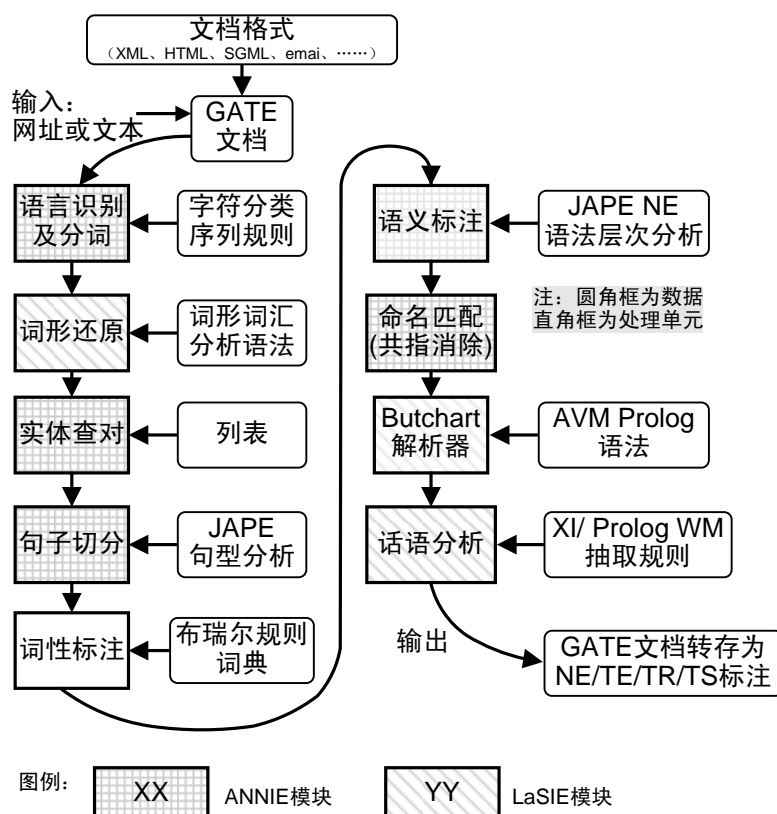 文档格式
（XML、HTML、SGML、emai、……）
输入：
网址或文本
GATE
文档
语言识别
及分词
字符分类
序列规则
词形还原
词形词汇
分析语法
实体查对
列表
句子切分
JAPE
句型分析
词性标注
布瑞尔规则
词典
语义标注
JAPE NE
语法层次分析
注：圆角框为数据
直角框为处理单元
命名匹配
(共指消除)
Butchart
解析器
AVM Prolog
语法
话语分析
XI/ Prolog WM
抽取规则
输出
GATE文档转存为
NE/TE/TR/TS标注
图例：
XX
ANNIE模块
YY
LaSIE模块